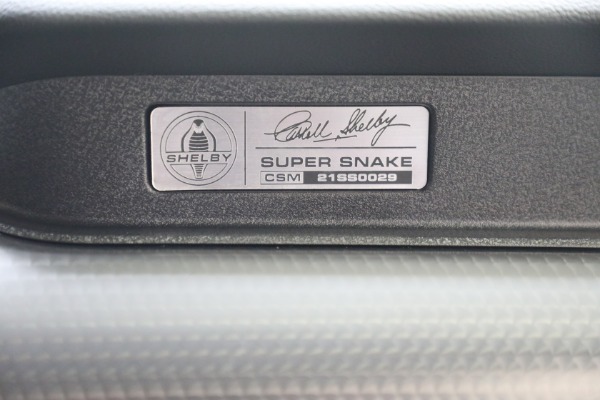 SHELBY
Carroll Shelby
SUPER SNAKE
CSM 21SS0029